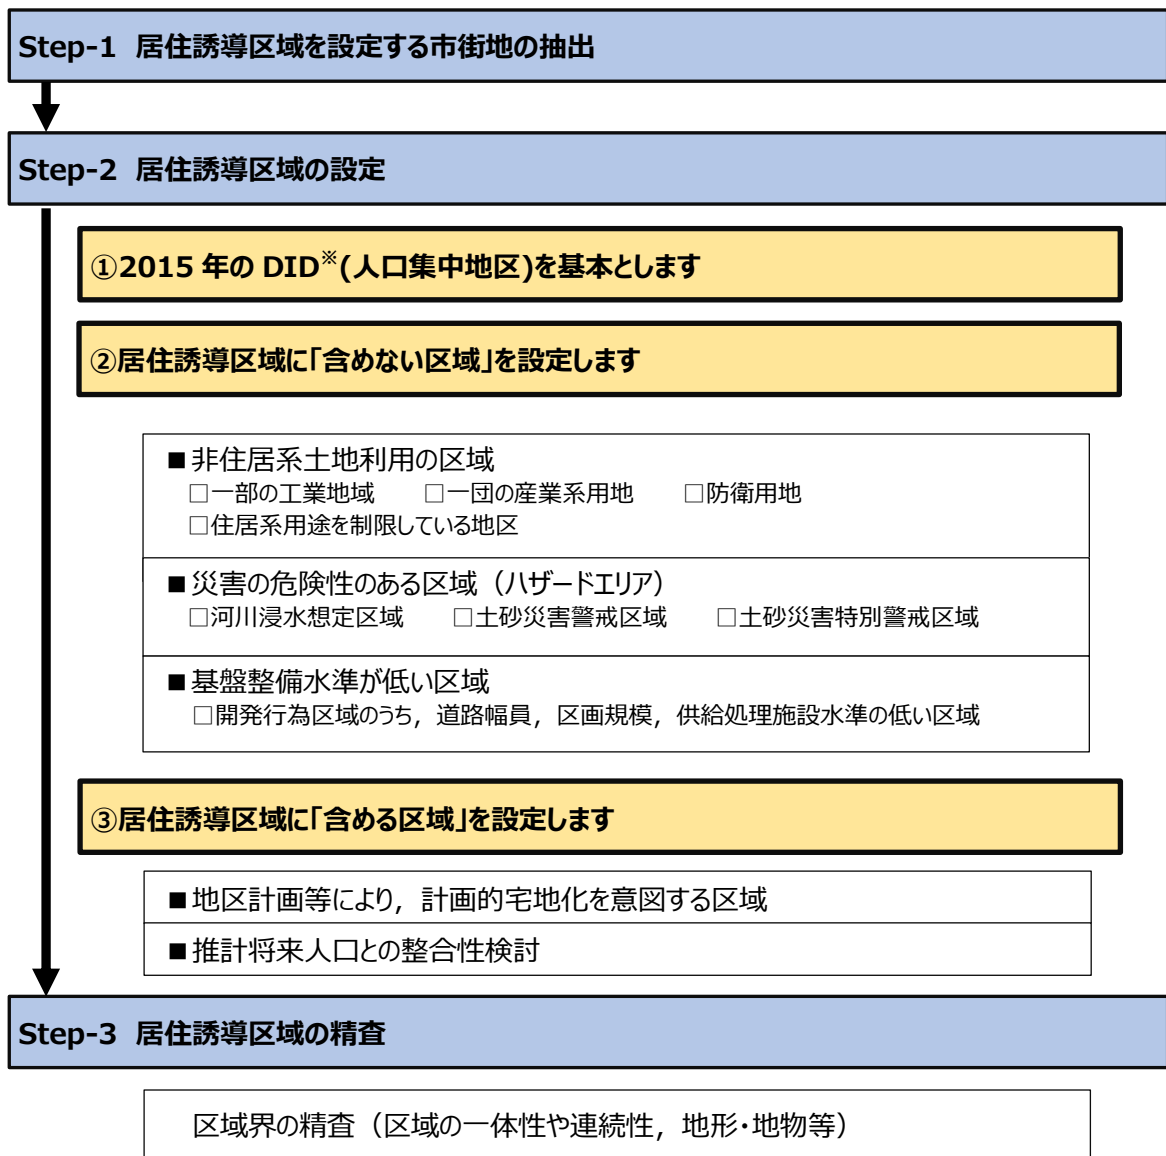 Step-1 居住誘導区域を設定する市街地の抽出
Step-2 居住誘導区域の設定
①2015 年の DID※(人口集中地区)を基本とします
②居住誘導区域に「含めない区域」を設定します
■非住居系土地利用の区域
□一部の工業地域 □一団の産業系用地 □防衛用地
□住居系用途を制限している地区
■災害の危険性のある区域（ハザードエリア）
□河川浸水想定区域 □土砂災害警戒区域 □土砂災害特別警戒区域
■基盤整備水準が低い区域
□開発行為区域のうち，道路幅員，区画規模，供給処理施設水準の低い区域
③居住誘導区域に「含める区域」を設定します
■地区計画等により，計画的宅地化を意図する区域
■推計将来人口との整合性検討
Step-3 居住誘導区域の精査
区域界の精査（区域の一体性や連続性，地形・地物等）